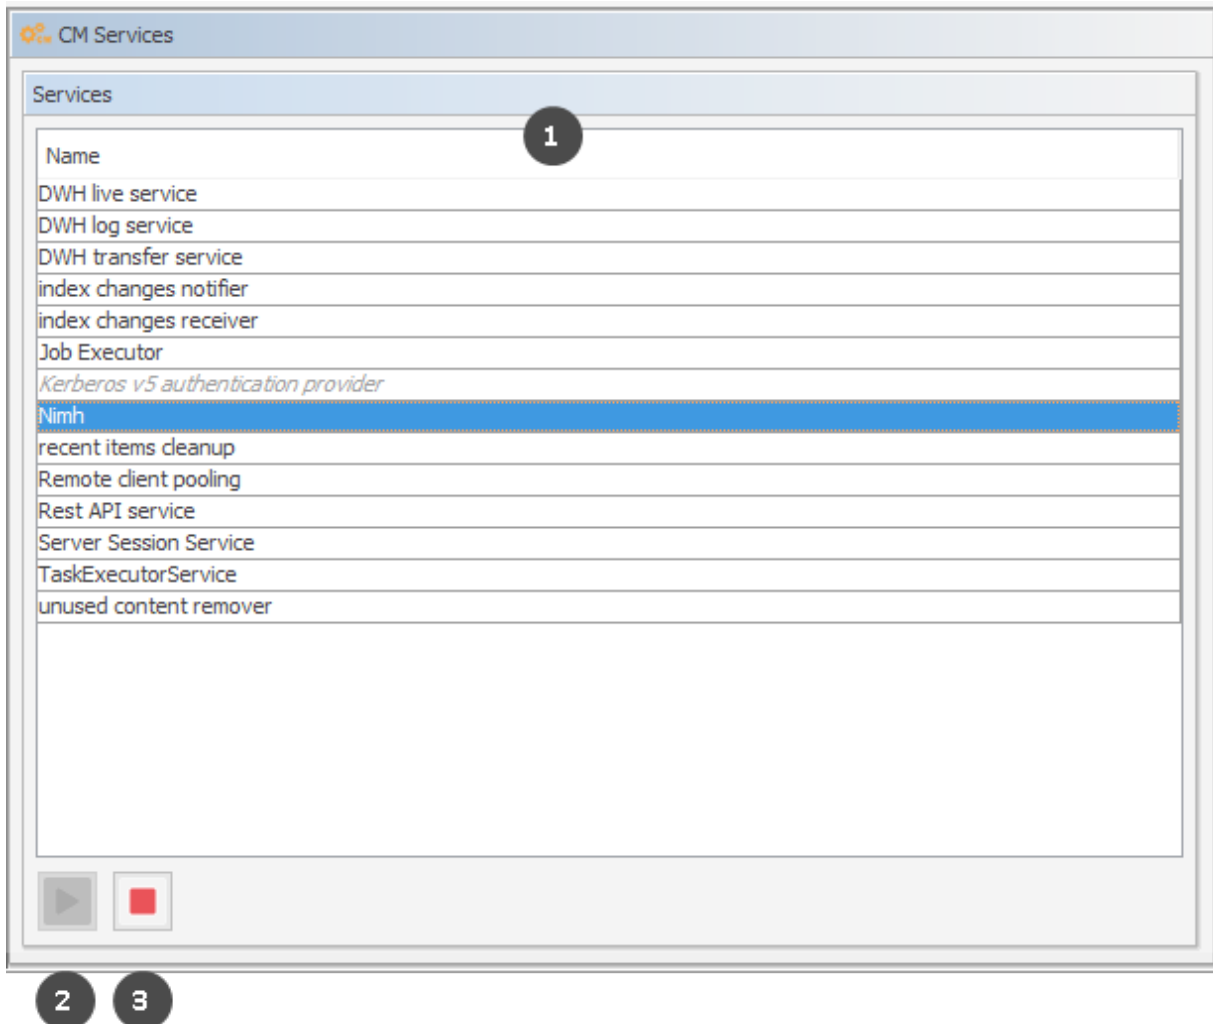 CM Services
Services
1
Name
DWH live service
DWH log service
DWH transfer service
index changes notifier
index changes receiver
Job Executor
Kerberos v5 authentication provider
Nimh
recent items cleanup
Remote client pooling
Rest API service
Server Session Service
TaskExecutorService
unused content remover
2 3